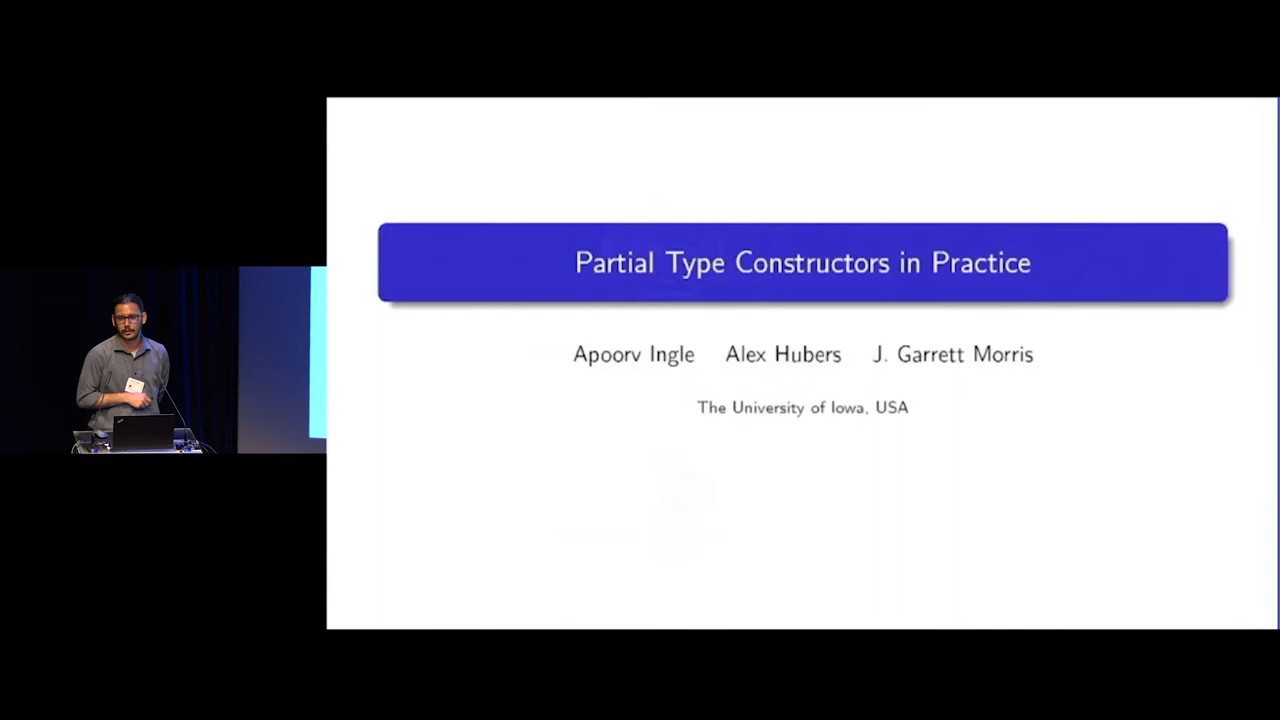 Partial Type Constructors in Practice
Apoorv Ingle Alex Hubers J. Garrett Morris
The University of Iowa, USA